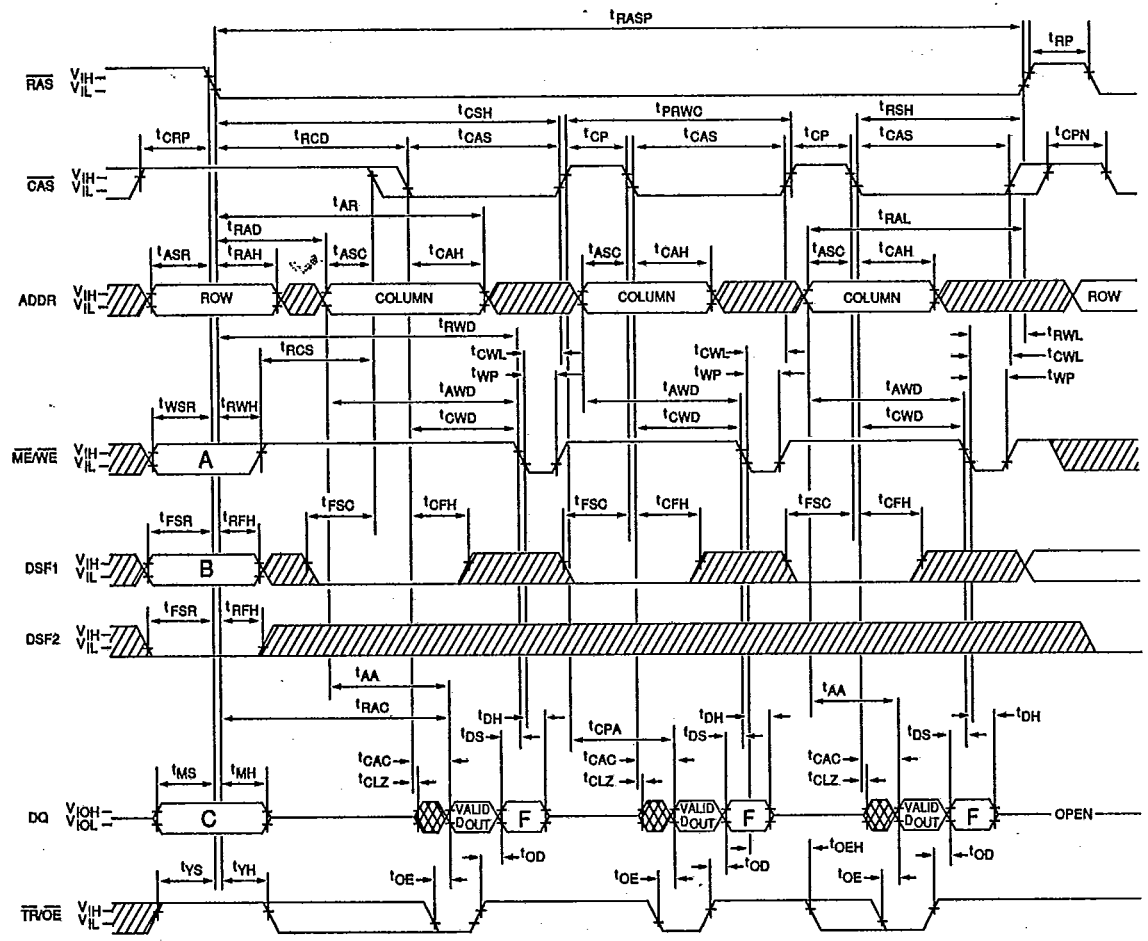 tRASP
tRP
RAS VIH VIL
tCSH tPRWC tRSH
tCRP tRCD tCAS tCP tCAS tCP tCAS tCPN
CAS VIH VIL
tAR
tRAD tRAL
tASR tRAH tASC tCAH tASC tCAH tASC tCAH
ADDR VIH VIL ROW COLUMN COLUMN COLUMN ROW
tRWD tRWL
tRCS tCWL tCWL tCWL
tWP tWP tWP
tAWD tAWD tAWD
tWSR tRWH tCWD tCWD tCWD
ME/WE VIH VIL A
tFSC tCFH tFSC tCFH tFSC tCFH
tFSR tRFH
DSF1 VIH VIL B
tFSR tRFH
DSF2 VIH VIL
tAA tAA
tRAC tDH tDH tDH
tDS tCPA tDS tDS
tCAC tCAC tCAC
tMS tMH tCLZ tCLZ tCLZ
DQ VIOH VIOL C VALID DOUT F VALID DOUT F VALID DOUT F OPEN
tOD tOD tOEH tOD
tYS tYH tOE tOE tOE
TR/OE VIH VIL